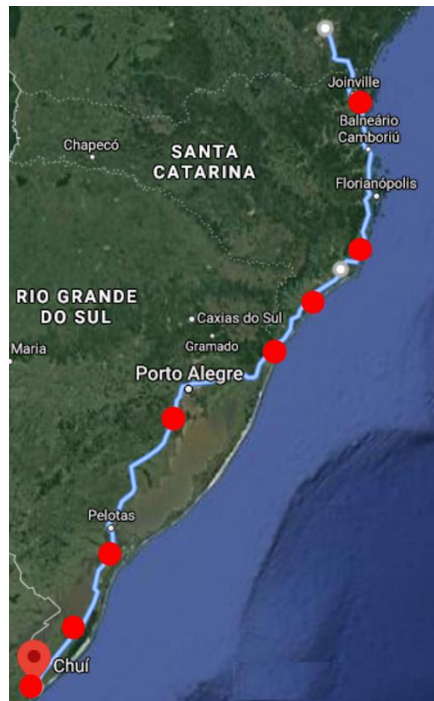 Joinville
Balneário
Camboriú
Chapecó
SANTA
CATARINA
Florianópolis
RIO GRANDE
DO SUL
Caxias do Sul
Maria
Gramado
Porto Alegre
Pelotas
Chuí